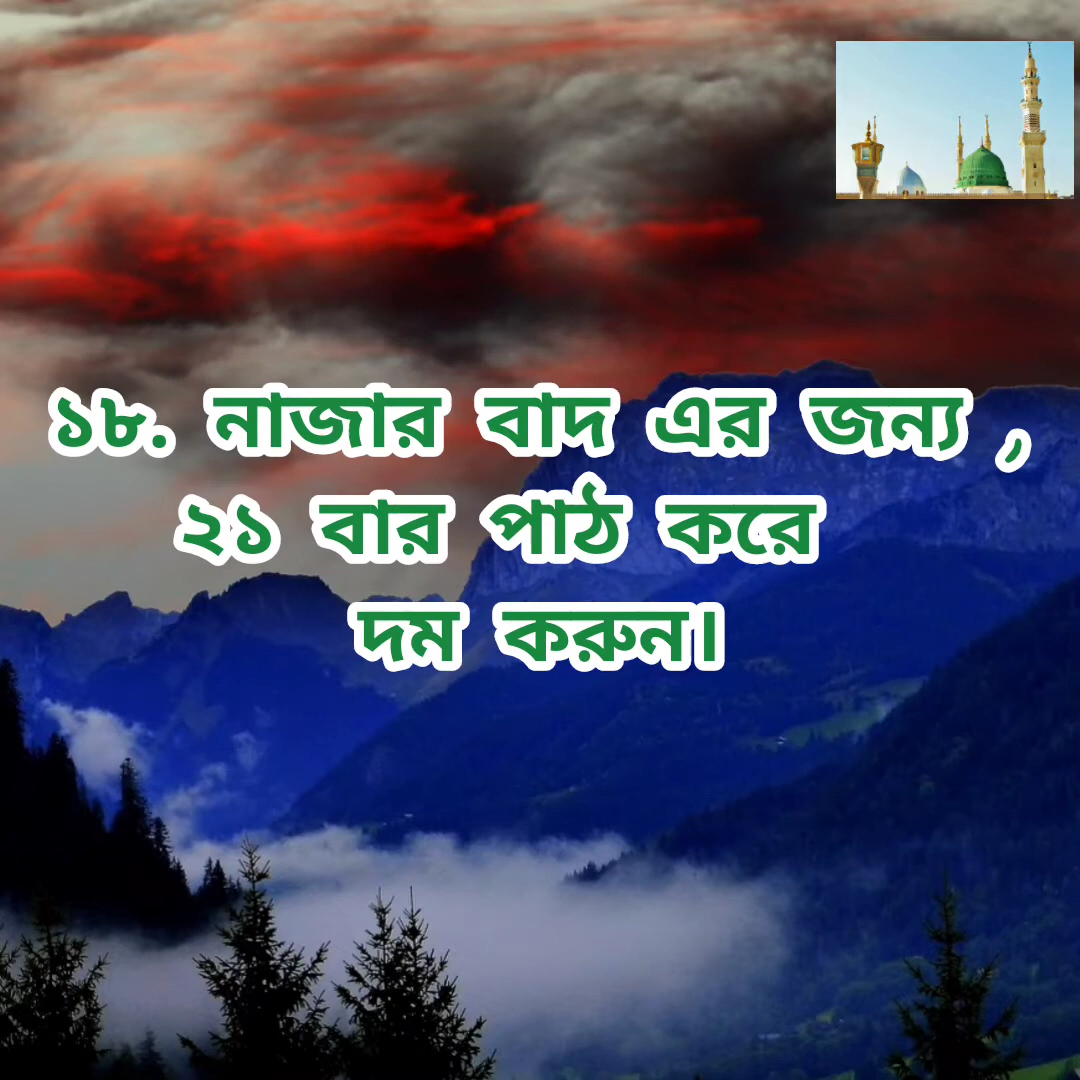 ১৮. নাজার বাদ এর জন্য ,
২১ বার পাঠ করে
দম করুন।